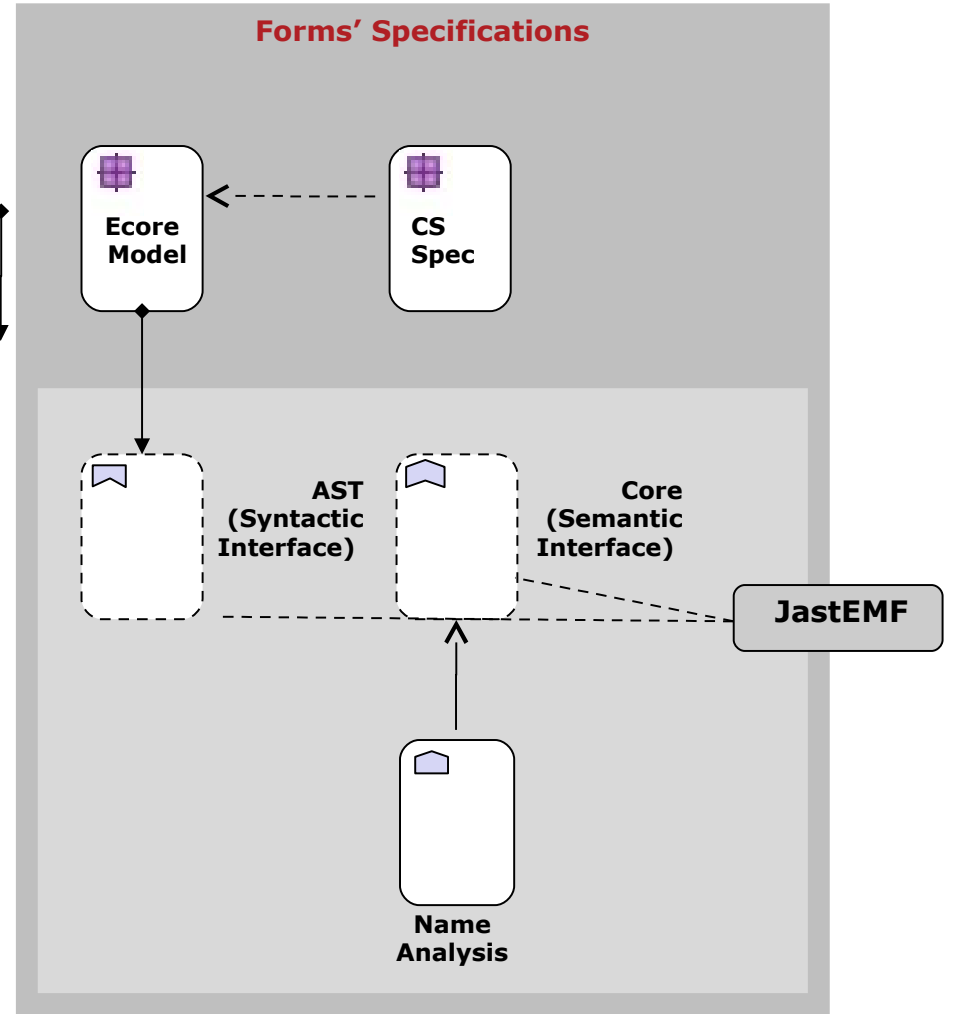 Forms’ Specifications
Ecore
Model
CS
Spec
AST
(Syntactic
Interface)
Core
(Semantic
Interface)
JastEMF
Name
Analysis